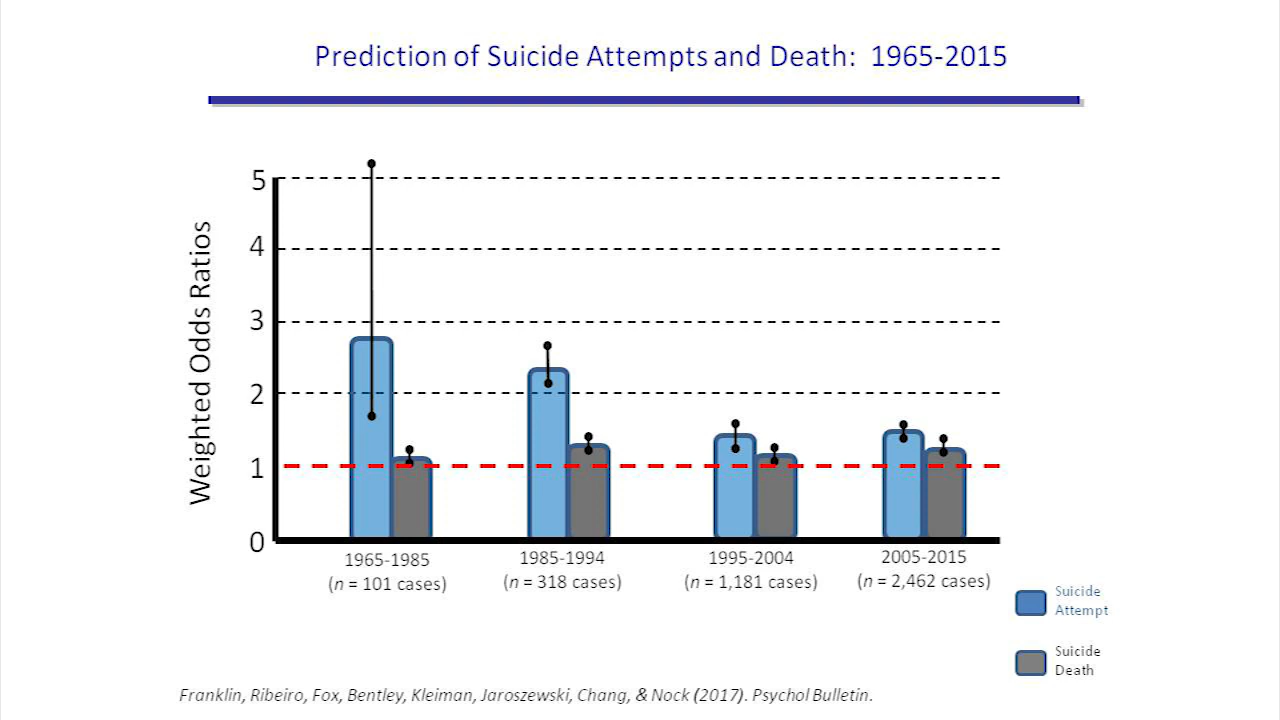 Prediction of Suicide Attempts and Death: 1965-2015
Weighted Odds Ratios
5
4
3
2
1
0
1965-1985
(n = 101 cases)
1985-1994
(n = 318 cases)
1995-2004
(n = 1,181 cases)
2005-2015
(n = 2,462 cases)
Suicide
Attempt
Suicide
Death
Franklin, Ribeiro, Fox, Bentley, Kleiman, Jaroszewski, Chang, & Nock (2017). Psychol Bulletin.